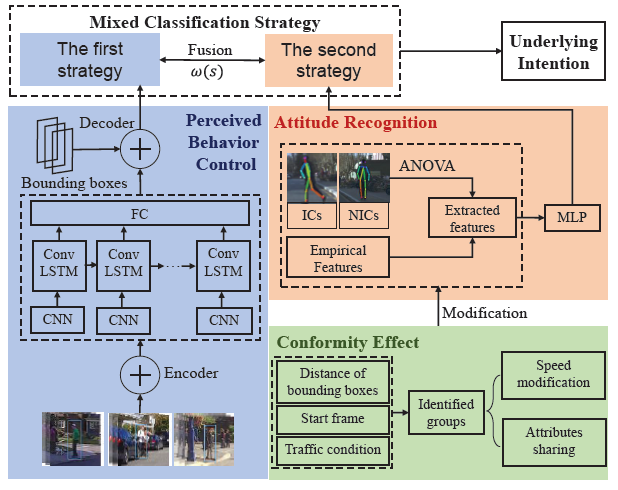 Mixed Classification Strategy
The first
strategy
Fusion
ω(s)
The second
strategy
Underlying
Intention
Decoder
Bounding boxes
Perceived
Behavior
Control
FC
Conv
LSTM
Conv
LSTM
Conv
LSTM
CNN
CNN
CNN
Encoder
Attitude Recognition
ICs
NICs
ANOVA
Empirical
Features
Extracted
features
MLP
Modification
Conformity Effect
Distance of
bounding boxes
Start frame
Traffic condition
Identified
groups
Speed
modification
Attributes
sharing